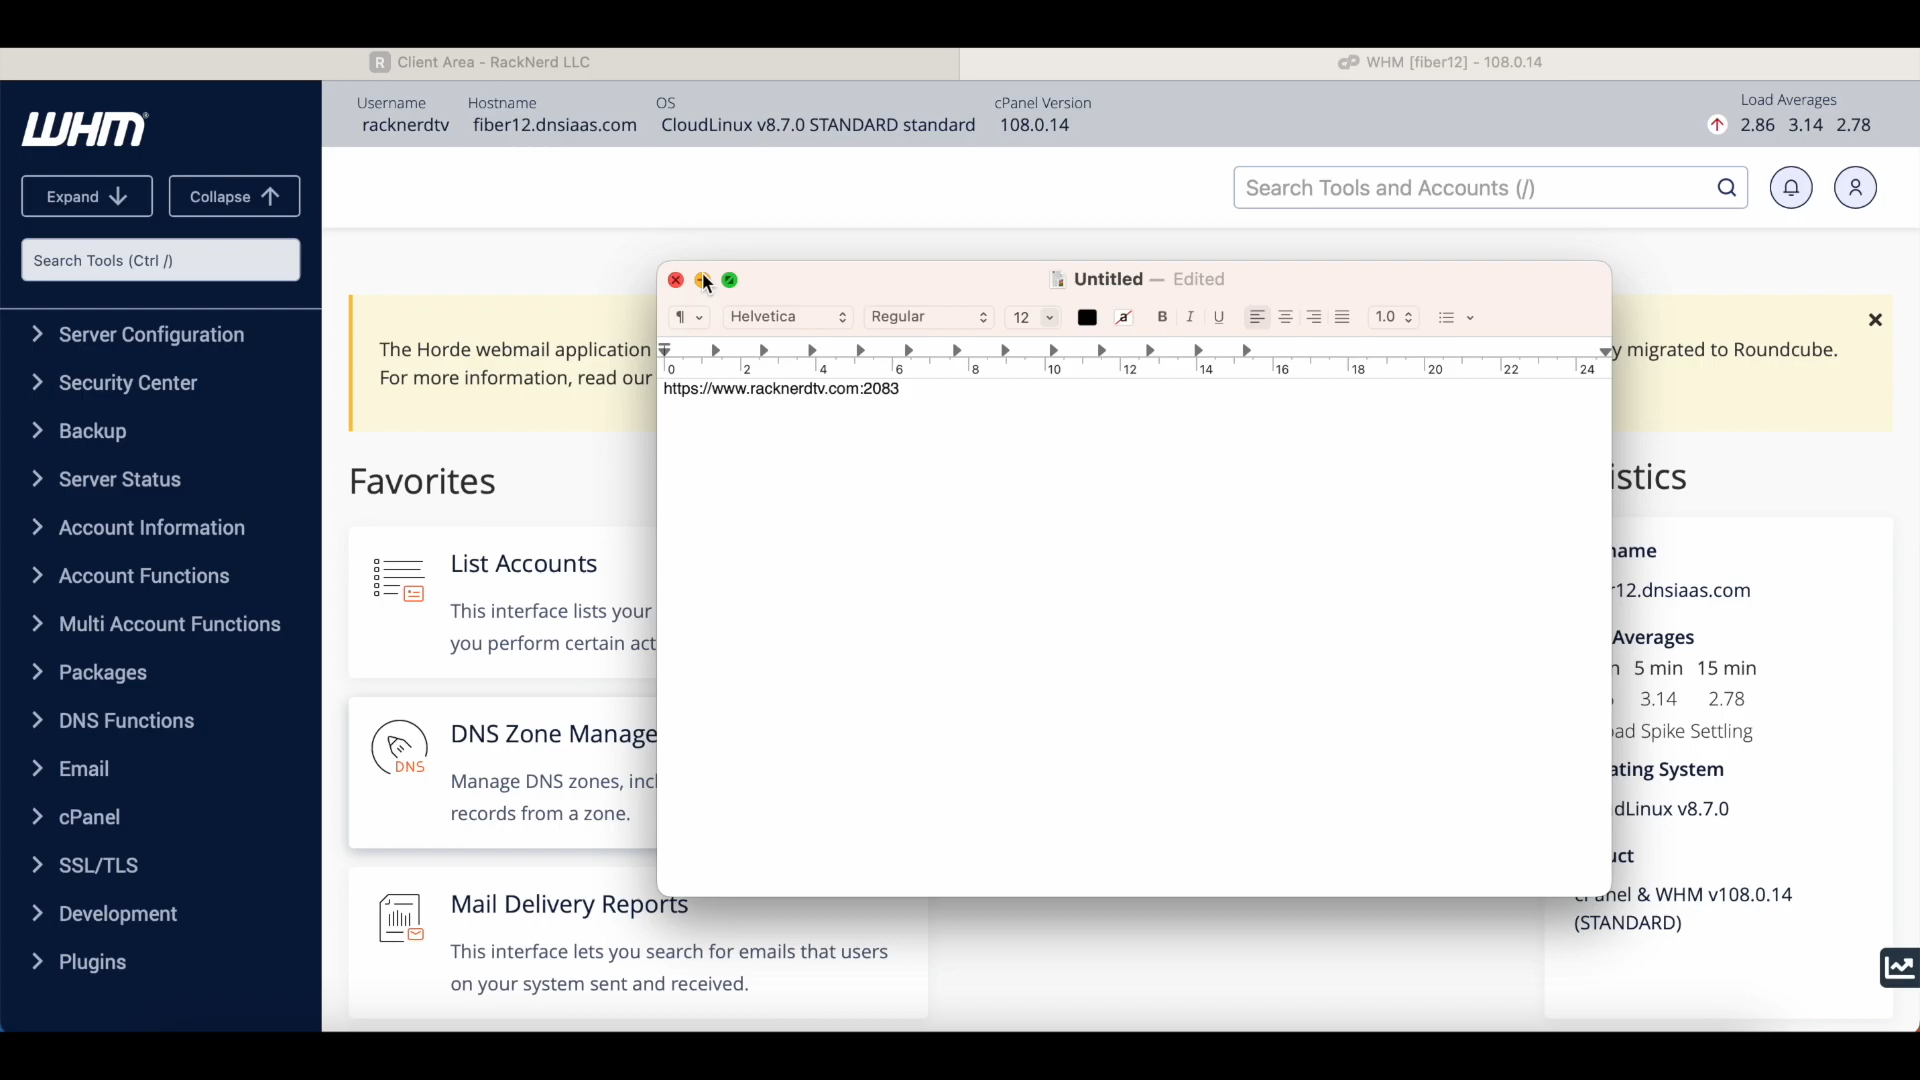 R Client Area - RackNerd LLC
WHM [fiber12] - 108.0.14
WHM
Username Hostname OS cPanel Version
racknerdtv fiber12.dnsiaas.com CloudLinux v8.7.0 STANDARD standard 108.0.14
Load Averages
2.86 3.14 2.78
Expand Collapse
Search Tools and Accounts (/)
Search Tools (Ctrl /)
Server Configuration
Security Center
Backup
Server Status
Account Information
Account Functions
Multi Account Functions
Packages
DNS Functions
Email
cPanel
SSL/TLS
Development
Plugins
The Horde webmail application
y migrated to Roundcube.
For more information, read our
Untitled — Edited
¶ Helvetica Regular 12 a B I U 1.0
0 2 4 6 8 10 12 14 16 18 20 22 24
https://www.racknerdtv.com:2083
Favorites
List Accounts
This interface lists your
you perform certain act
DNS
DNS Zone Manage
Manage DNS zones, incl
records from a zone.
Mail Delivery Reports
This interface lets you search for emails that users
on your system sent and received.
istics
name
r12.dnsiaas.com
Averages
n 5 min 15 min
3.14 2.78
ad Spike Settling
ating System
dLinux v8.7.0
uct
cPanel & WHM v108.0.14
(STANDARD)